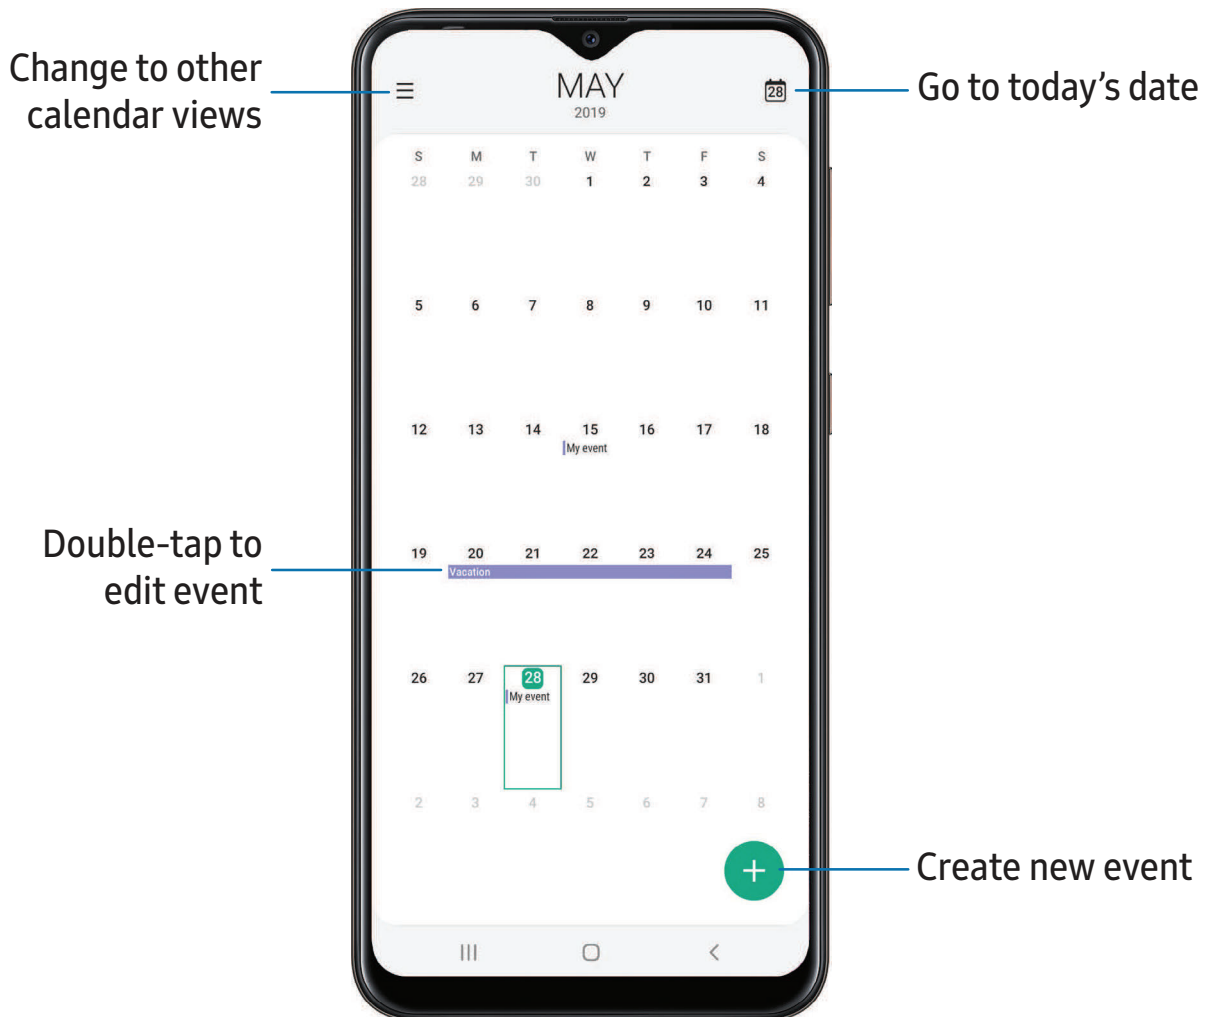 Change to other
calendar views
MAY
2019
28
Go to today's date
S M T W T F S
28 29 30 1 2 3 4
5 6 7 8 9 10 11
12 13 14 15 16 17 18
My event
Double-tap to
edit event
19 20 21 22 23 24 25
Vacation
26 27 28 29 30 31 1
My event
2 3 4 5 6 7 8
Create new event